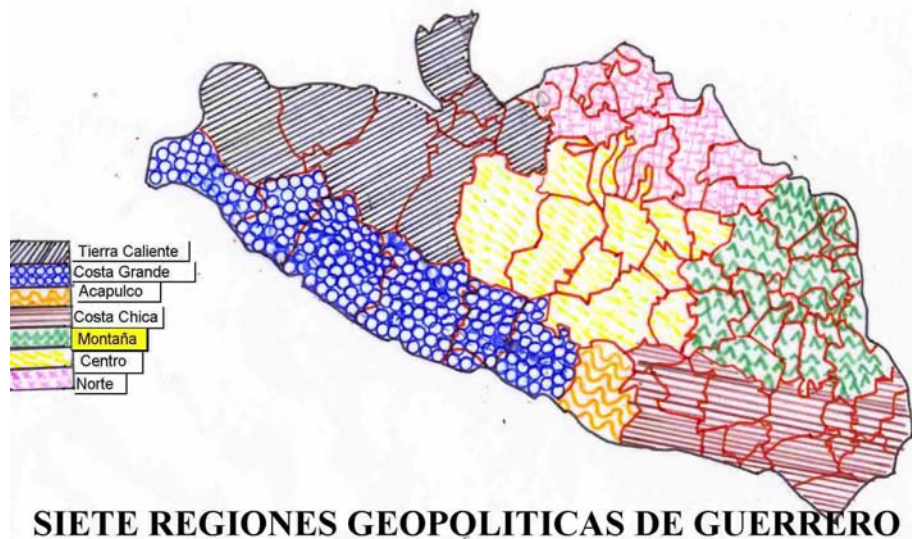 Tierra Caliente
Costa Grande
Acapulco
Costa Chica
Montaña
Centro
Norte
SIETE REGIONES GEOPOLITICAS DE GUERRERO